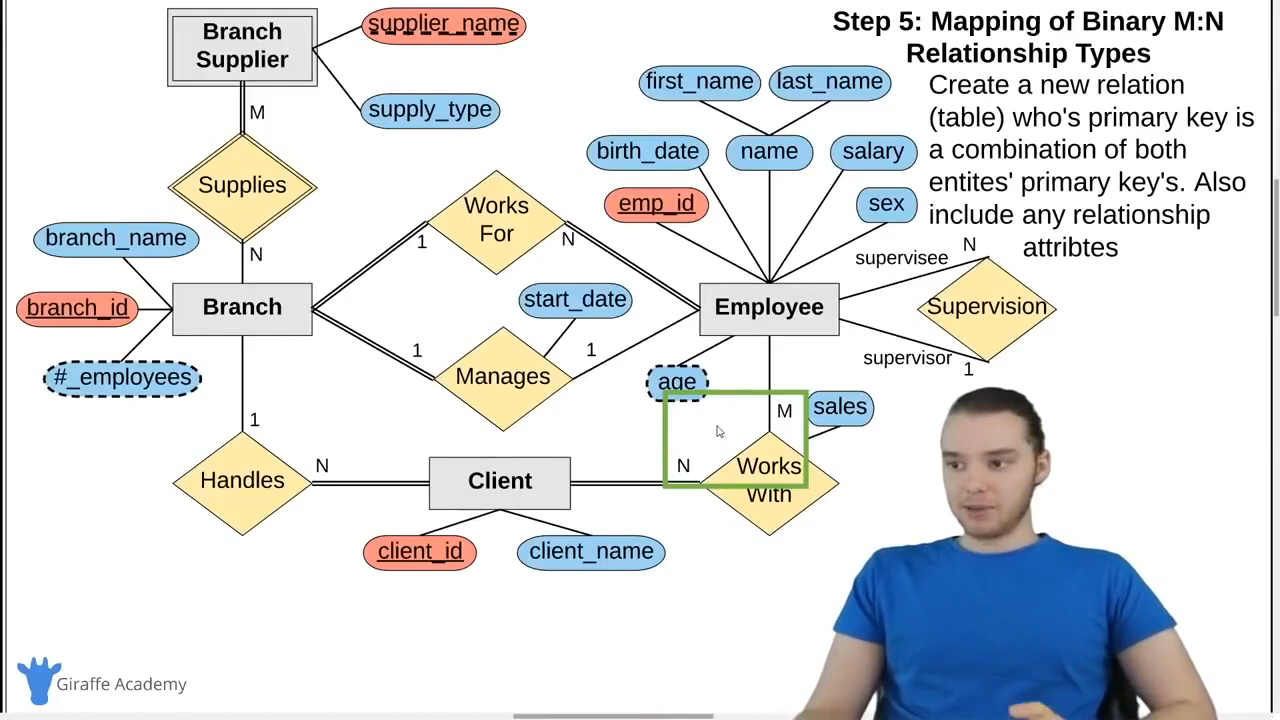 Branch
Supplier
supplier_name
supply_type
M
Supplies
N
branch_name
branch_id
#_employees
Branch
1
Works
For
N
1
Manages
1
start_date
first_name
last_name
birth_date
name
salary
emp_id
sex
Employee
supervisee
N
Supervision
supervisor
1
age
M
sales
Works
With
N
Client
client_id
client_name
N
Handles
1
Step 5: Mapping of Binary M:N
Relationship Types
Create a new relation
(table) who's primary key is
a combination of both
entites' primary key's. Also
include any relationship
attribtes
Giraffe Academy